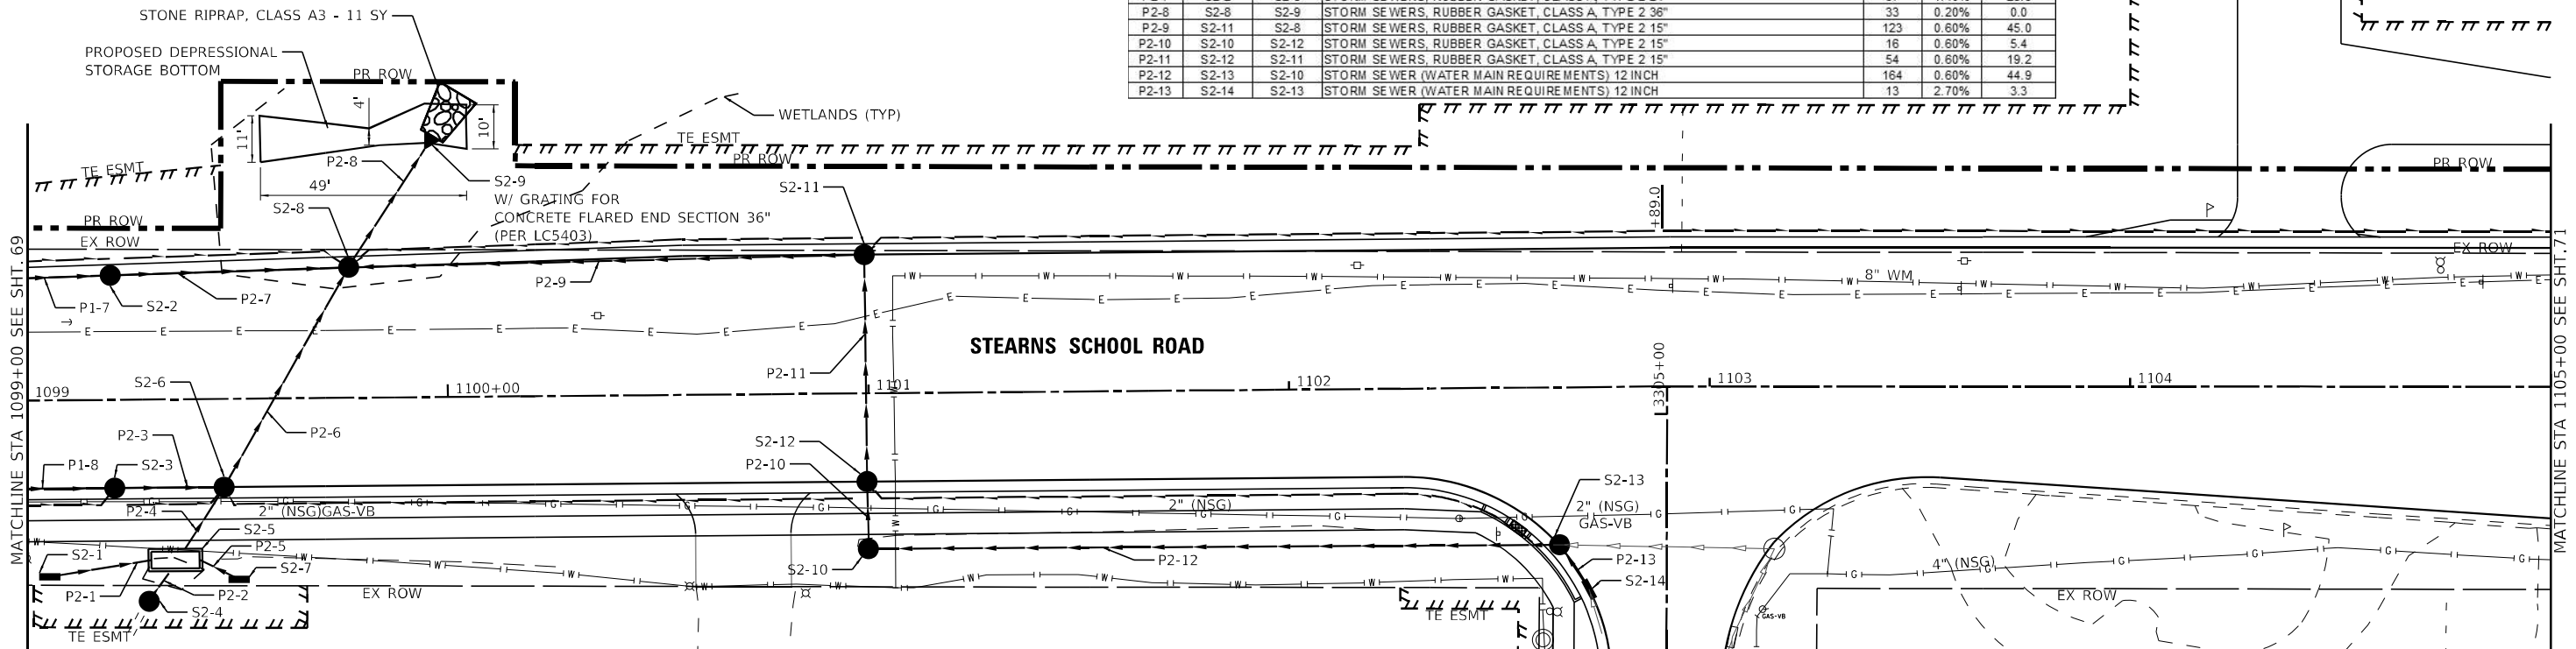 STONE RIPRAP, CLASS A3 - 11 SY
PROPOSED DEPRESSIONAL
STORAGE BOTTOM
P2-8 S2-8 S2-9 STORM SEWERS, RUBBER GASKET, CLASS A, TYPE 2 36" 33 0.20% 0.0
P2-9 S2-11 S2-8 STORM SEWERS, RUBBER GASKET, CLASS A, TYPE 2 15" 123 0.60% 45.0
P2-10 S2-10 S2-12 STORM SEWERS, RUBBER GASKET, CLASS A, TYPE 2 15" 16 0.60% 5.4
P2-11 S2-12 S2-11 STORM SEWERS, RUBBER GASKET, CLASS A, TYPE 2 15" 54 0.60% 19.2
P2-12 S2-13 S2-10 STORM SEWER (WATER MAIN REQUIREMENTS) 12 INCH 164 0.60% 44.9
P2-13 S2-14 S2-13 STORM SEWER (WATER MAIN REQUIREMENTS) 12 INCH 13 2.70% 3.3
PR ROW
4'
11'
10'
49'
WETLANDS (TYP)
TE ESMT
TE ESMT
PR ROW
PR ROW
P2-8
S2-9
W/ GRATING FOR
CONCRETE FLARED END SECTION 36"
(PER LC5403)
S2-8
S2-11
+89.0
PR ROW
EX ROW
EX ROW
MATCHLINE STA 1099+00 SEE SHT.69
MATCHLINE STA 1105+00 SEE SHT.71
P1-7
S2-2
P2-7
P2-9
W W W W W W W W W W W
8" WM
E E E E E E E E E E E E E E E E E E
STEARNS SCHOOL ROAD
S2-6
P2-11
1099
1100+00
1101
1102
3305+00
1103
1104
W
P2-6
P2-3
S2-12
P1-8
S2-3
P2-10
S2-13
2" (NSG)
GAS-VB
2" (NSG)GAS-VB
2" (NSG)
G G G G G G G G G G G G
P2-4
S2-5
S2-1
P2-5
S2-7
S2-10
P2-12
P2-13
S2-14
4" (NSG)
G G G G
W W W W W W W W W W W
P2-1
P2-2
S2-4
EX ROW
EX ROW
TE ESMT
TE ESMT
GAS-VB